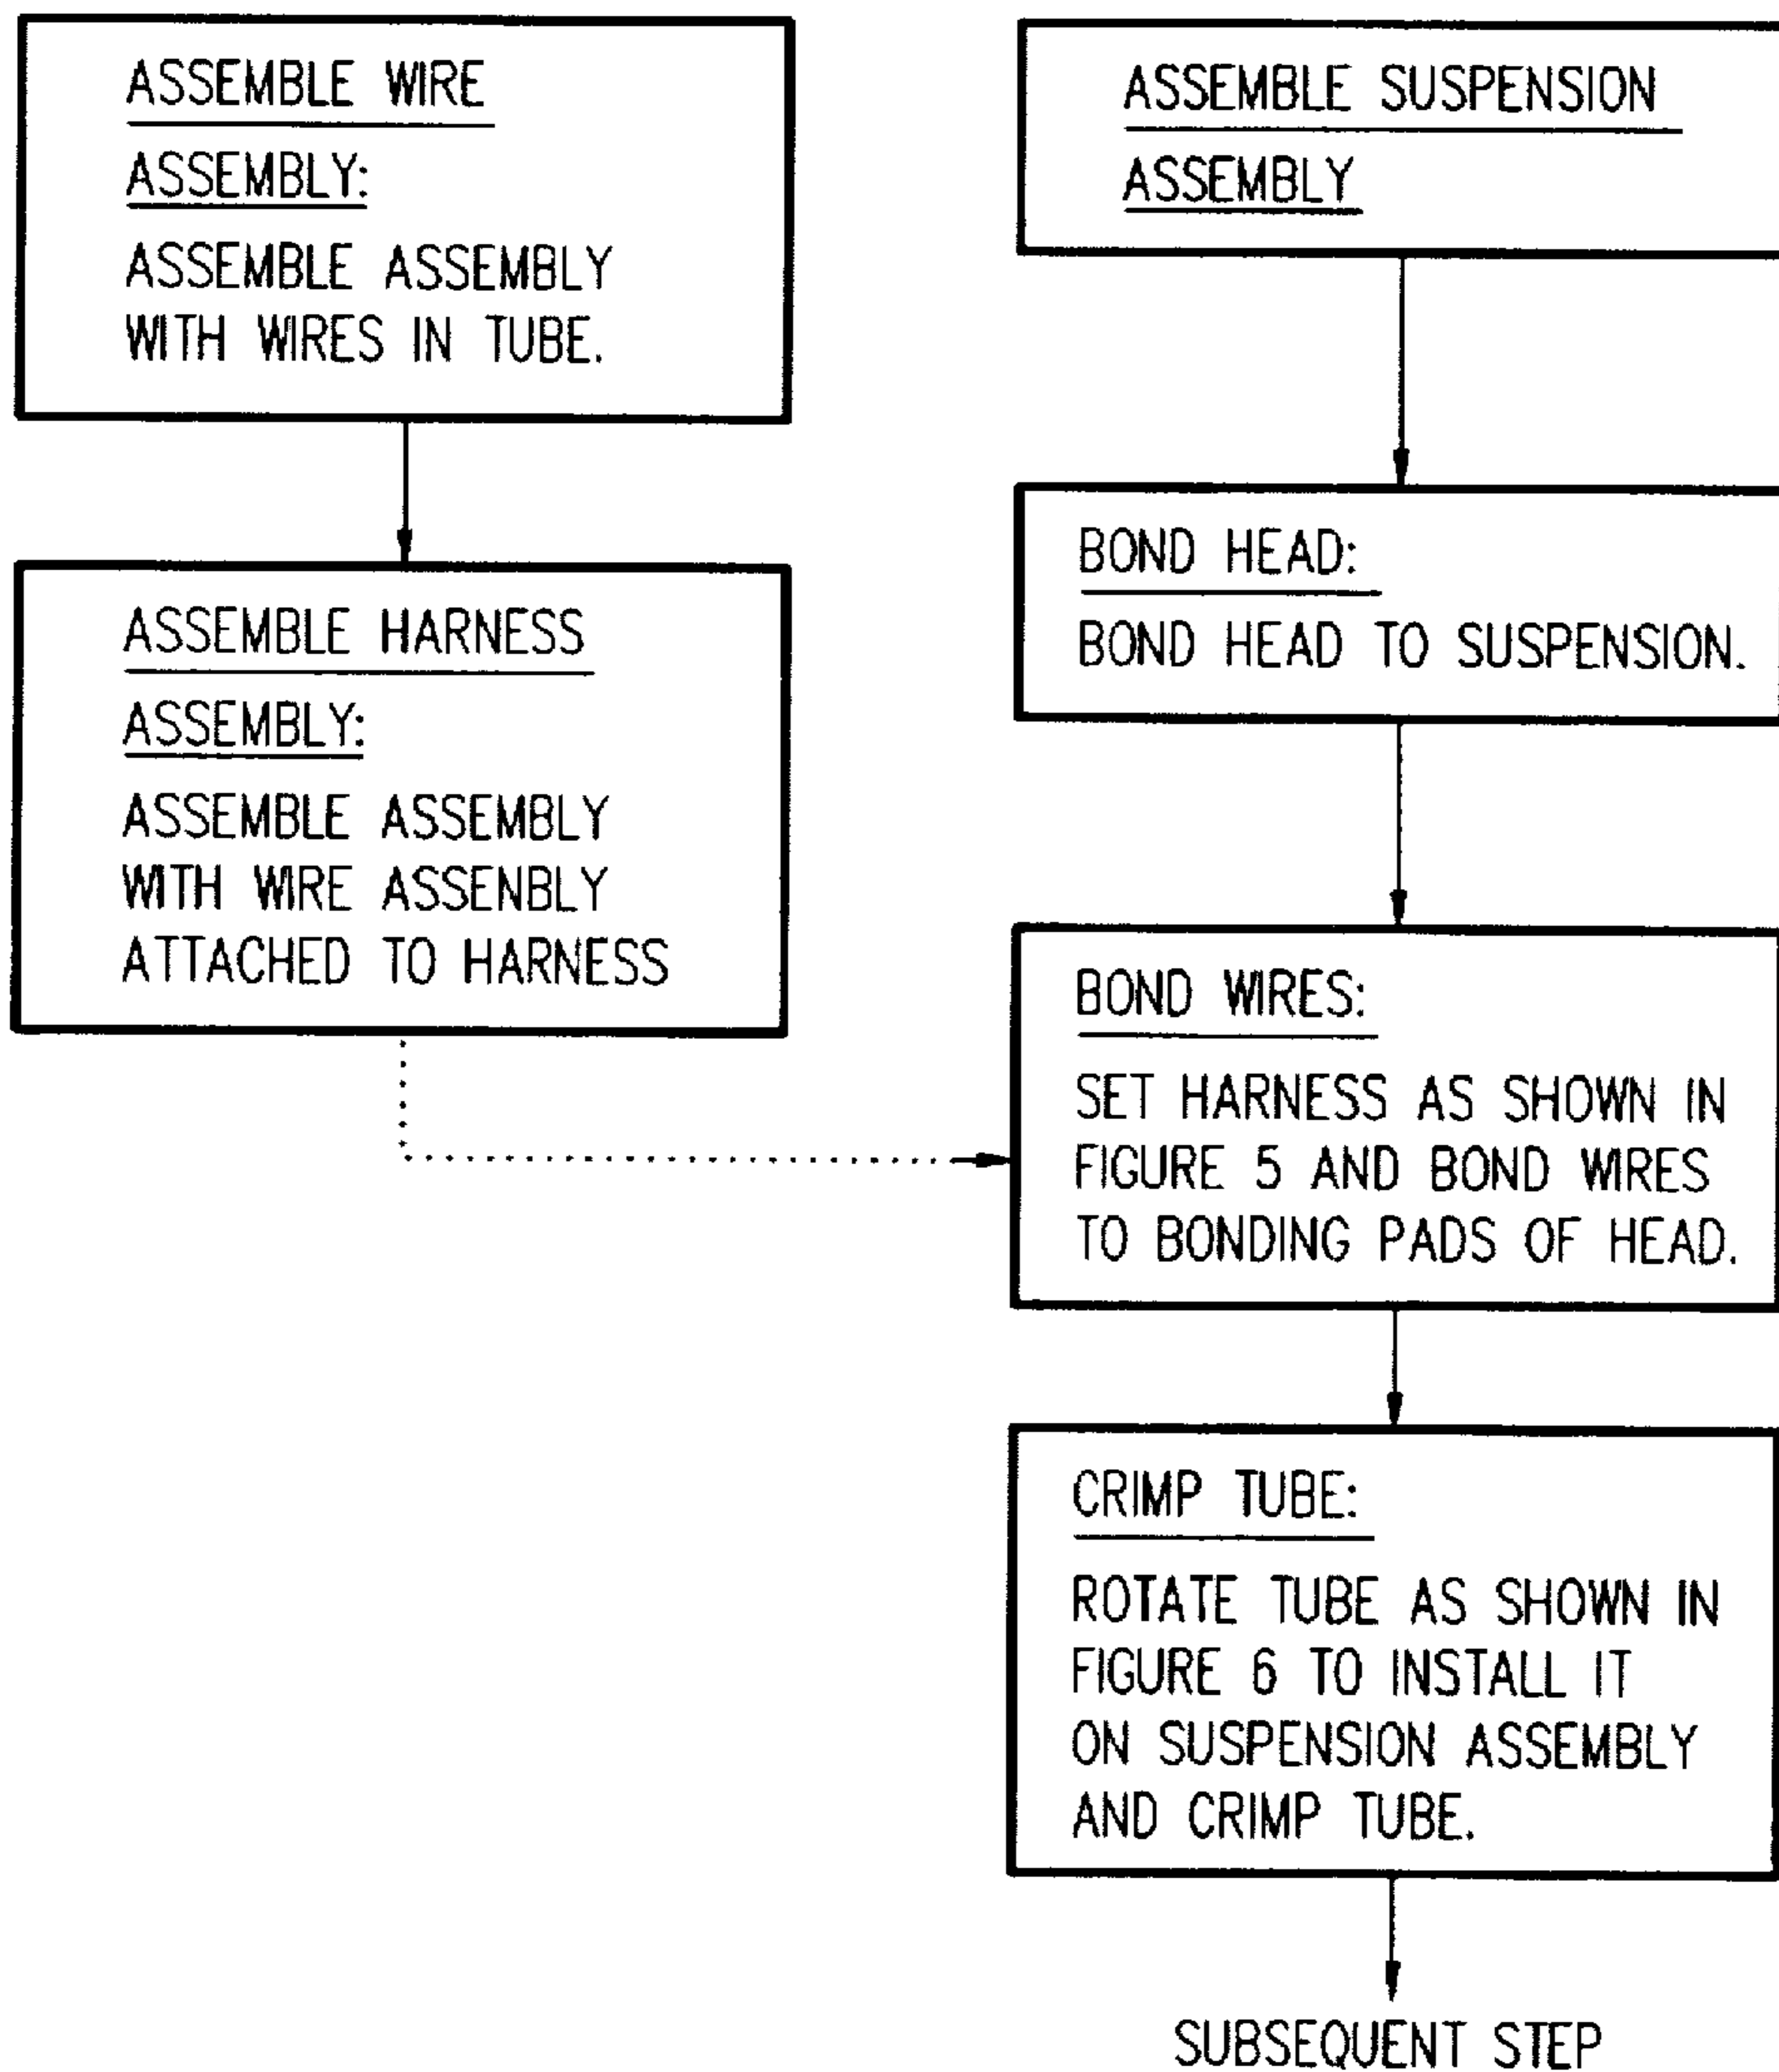 ASSEMBLE WIRE
ASSEMBLY:
ASSEMBLE ASSEMBLY
WITH WIRES IN TUBE.
ASSEMBLE HARNESS
ASSEMBLY:
ASSEMBLE ASSEMBLY
WITH WIRE ASSENBLY
ATTACHED TO HARNESS
ASSEMBLE SUSPENSION
ASSEMBLY
BOND HEAD:
BOND HEAD TO SUSPENSION.
BOND WIRES:
SET HARNESS AS SHOWN IN
FIGURE 5 AND BOND WIRES
TO BONDING PADS OF HEAD.
CRIMP TUBE:
ROTATE TUBE AS SHOWN IN
FIGURE 6 TO INSTALL IT
ON SUSPENSION ASSEMBLY
AND CRIMP TUBE.
SUBSEQUENT STEP